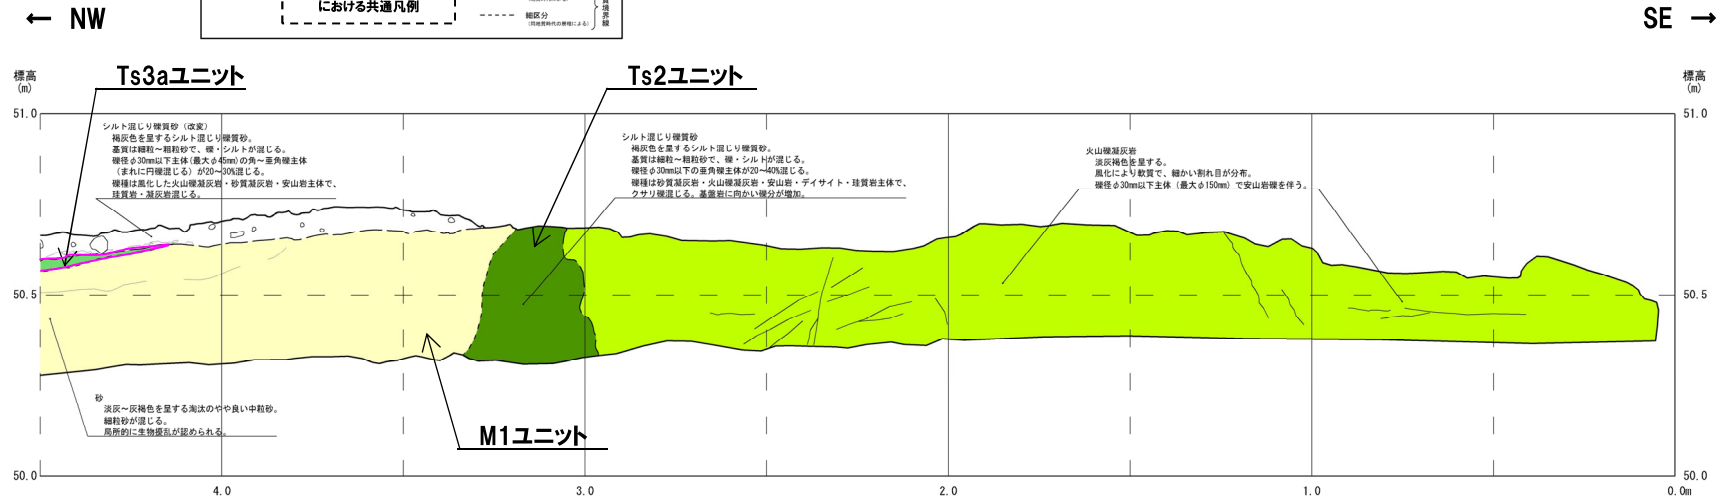 における共通凡例
細区分
← NW
SE →
標高
(m)
標高
(m)
Ts3aユニット
Ts2ユニット
51.0
51.0
シルト混じり礫質砂（改変）
褐灰色を呈するシルト混じり礫質砂。
基質は細粒～粗粒砂で、礫・シルトが混じる。
礫径φ30mm以下主体(最大φ45mm)の角～亜角礫主体
（まれに円礫混じる）が20～30%混じる。
礫種は風化した火山礫凝灰岩・砂質凝灰岩・安山岩主体で、
珪質岩・凝灰岩混じる。
シルト混じり礫質砂
褐灰色を呈するシルト混じり礫質砂。
基質は細粒～粗粒砂で、礫・シルトが混じる。
礫径φ30mm以下の亜角礫主体が20～40%混じる。
礫種は砂質凝灰岩・火山礫凝灰岩・安山岩・デイサイト・珪質岩主体で、
クサリ礫混じる。基盤岩に向かい礫分が増加。
火山礫凝灰岩
淡灰褐色を呈する。
風化により軟質で、細かい割れ目が分布。
礫径φ30mm以下主体（最大φ150mm）で安山岩礫を伴う。
50.5
50.5
砂
淡灰～灰褐色を呈する淘汰のやや良い中粒砂。
細粒砂が混じる。
局所的に生物擾乱が認められる。
M1ユニット
50.0
50.0
4.0
3.0
2.0
1.0
0.0m